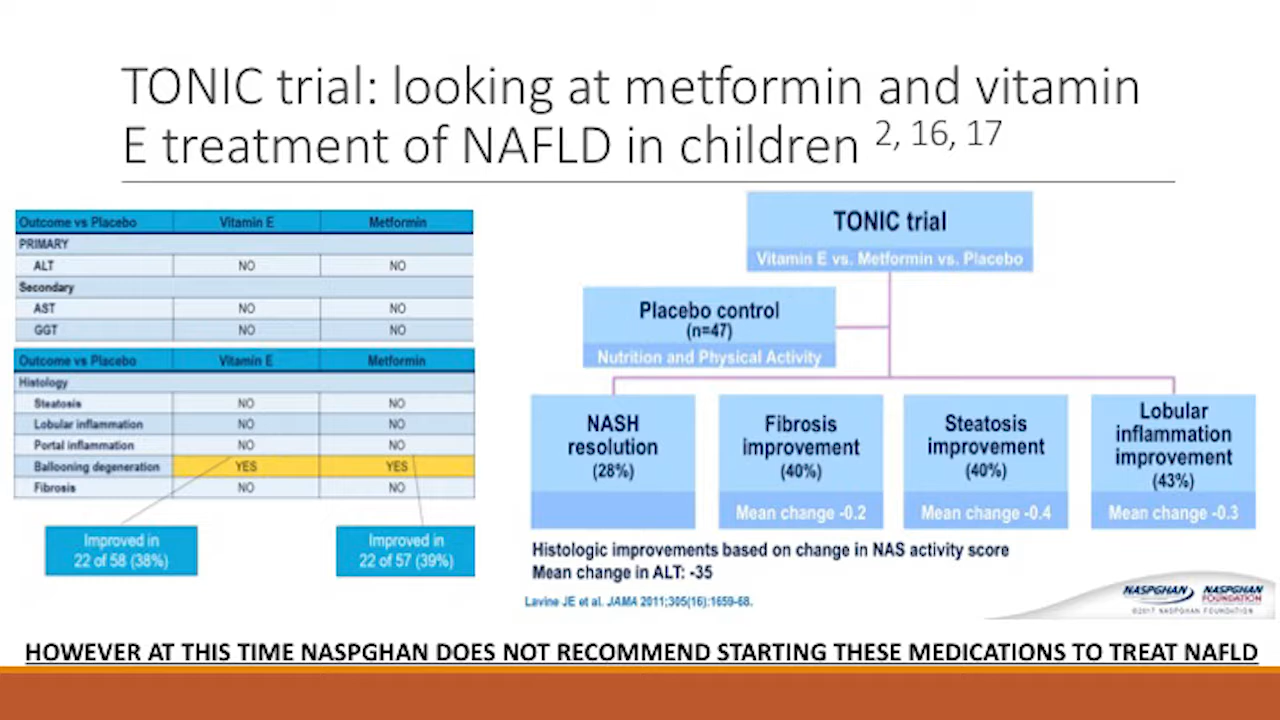 TONIC trial: looking at metformin and vitamin
E treatment of NAFLD in children 2, 16, 17
Outcome vs Placebo Vitamin E Metformin
PRIMARY
ALT NO NO
Secondary
AST NO NO
GGT NO NO
Outcome vs Placebo Vitamin E Metformin
Histology
Steatosis NO NO
Lobular inflammation NO NO
Portal inflammation NO NO
Ballooning degeneration YES YES
Fibrosis NO NO
Improved in
22 of 58 (38%)
Improved in
22 of 57 (39%)
TONIC trial
Vitamin E vs. Metformin vs. Placebo
Placebo control
(n=47)
Nutrition and Physical Activity
NASH
resolution
(28%)
Fibrosis
improvement
(40%)
Mean change -0.2
Steatosis
improvement
(40%)
Mean change -0.4
Lobular
inflammation
improvement
(43%)
Mean change -0.3
Histologic improvements based on change in NAS activity score
Mean change in ALT: -35
Lavine JE et al. JAMA 2011;305(16):1659-68.
NASPGHAN
NASPGHAN
FOUNDATION
©2017 NASPGHAN FOUNDATION
HOWEVER AT THIS TIME NASPGHAN DOES NOT RECOMMEND STARTING THESE MEDICATIONS TO TREAT NAFLD